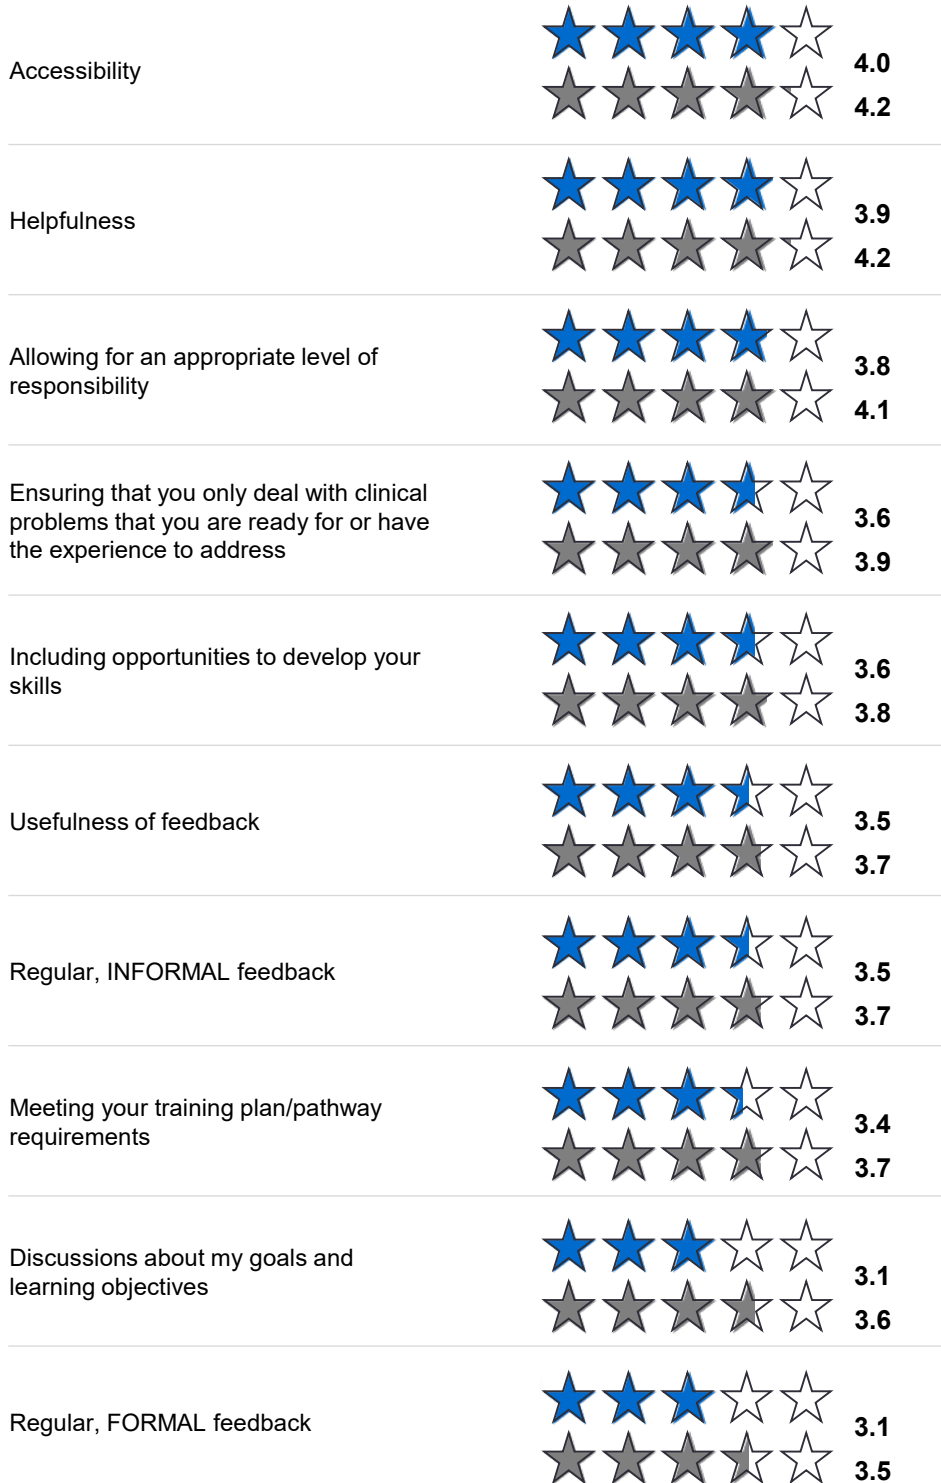 Accessibility
4.0
4.2
Helpfulness
3.9
4.2
Allowing for an appropriate level of
responsibility
3.8
4.1
Ensuring that you only deal with clinical
problems that you are ready for or have
the experience to address
3.6
3.9
Including opportunities to develop your
skills
3.6
3.8
Usefulness of feedback
3.5
3.7
Regular, INFORMAL feedback
3.5
3.7
Meeting your training plan/pathway
requirements
3.4
3.7
Discussions about my goals and
learning objectives
3.1
3.6
Regular, FORMAL feedback
3.1
3.5